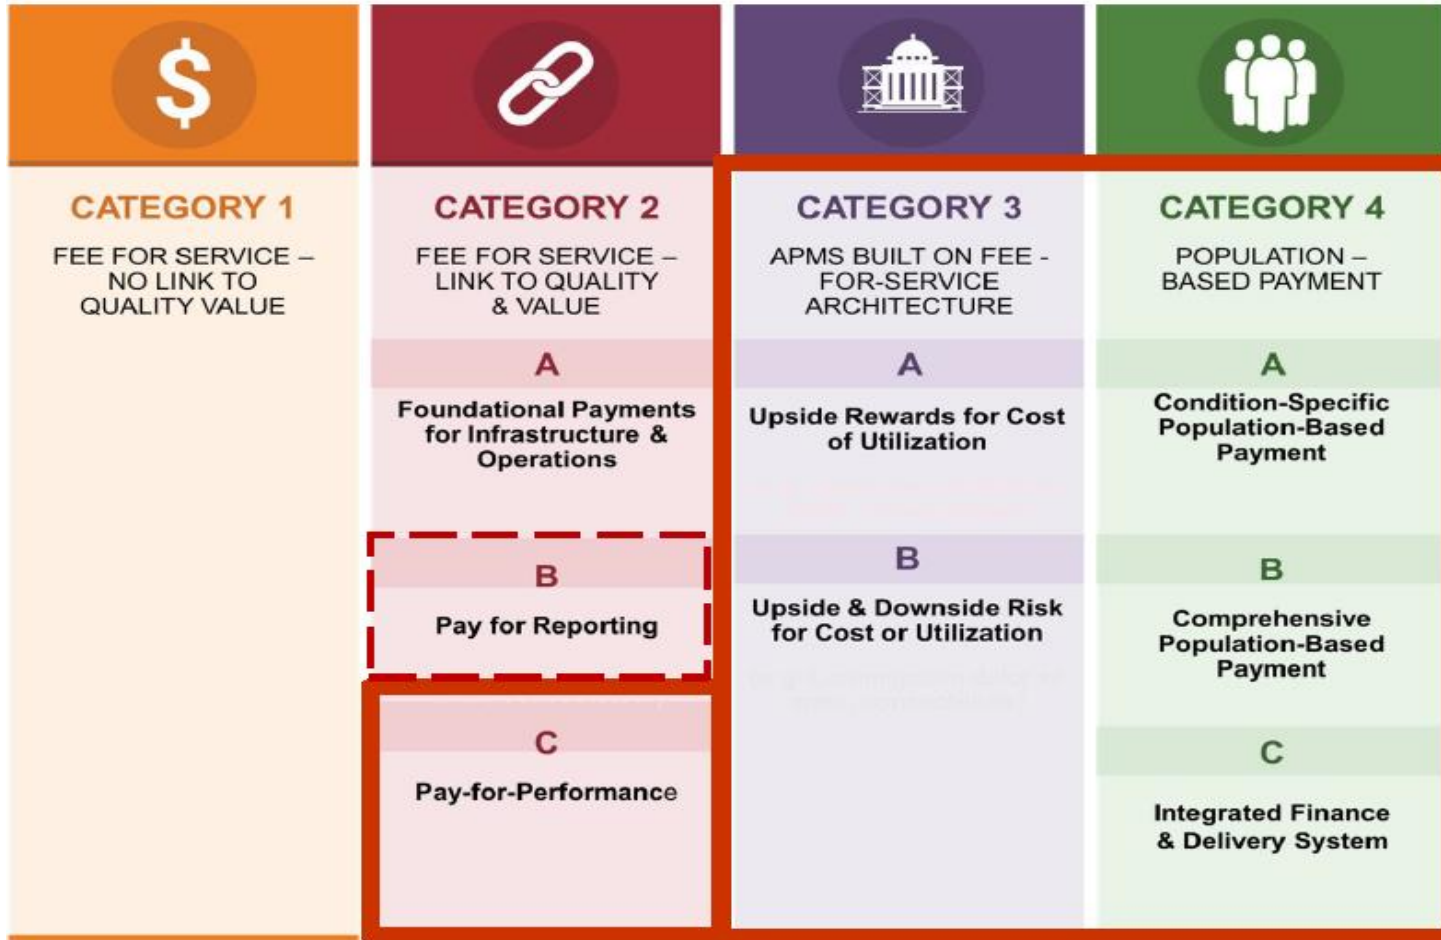 $
CATEGORY 1
FEE FOR SERVICE –
NO LINK TO
QUALITY VALUE
CATEGORY 2
FEE FOR SERVICE –
LINK TO QUALITY
& VALUE
A
Foundational Payments
for Infrastructure &
Operations
B
Pay for Reporting
C
Pay-for-Performance
CATEGORY 3
APMS BUILT ON FEE -
FOR-SERVICE
ARCHITECTURE
A
Upside Rewards for Cost
of Utilization
B
Upside & Downside Risk
for Cost or Utilization
CATEGORY 4
POPULATION –
BASED PAYMENT
A
Condition-Specific
Population-Based
Payment
B
Comprehensive
Population-Based
Payment
C
Integrated Finance
& Delivery System